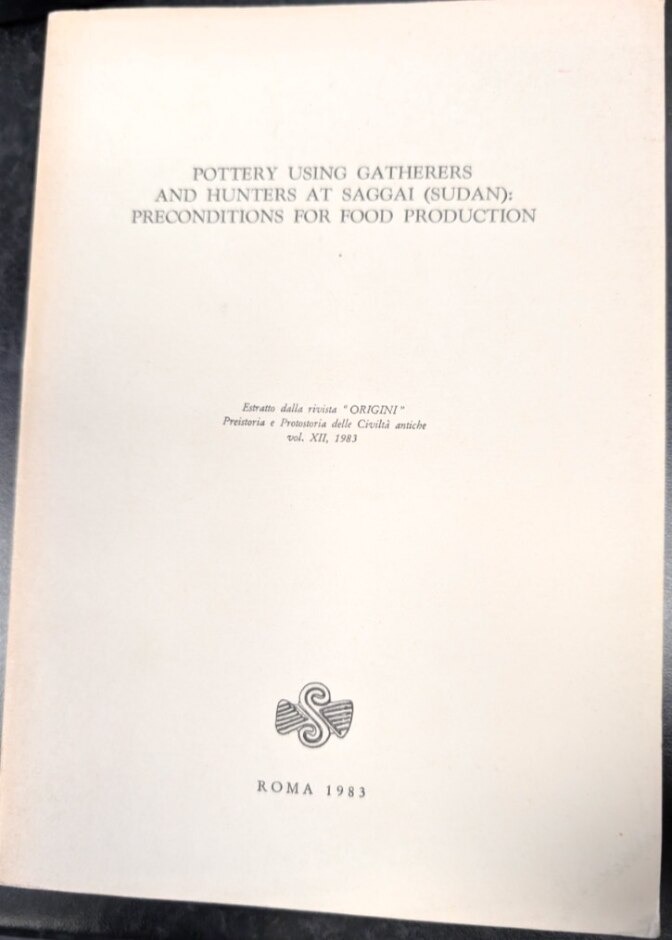 POTTERY USING GATHERERS
AND HUNTERS AT SAGGAI (SUDAN):
PRECONDITIONS FOR FOOD PRODUCTION
Estratto dalla rivista "ORIGINI"
Preistoria e Protostoria delle Civiltà antiche
vol. XII, 1983
ROMA 1983